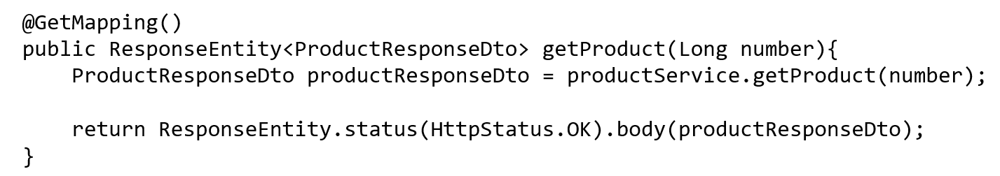 @GetMapping()
public ResponseEntity<ProductResponseDto> getProduct(Long number){
    ProductResponseDto productResponseDto = productService.getProduct(number);

    return ResponseEntity.status(HttpStatus.OK).body(productResponseDto);
}